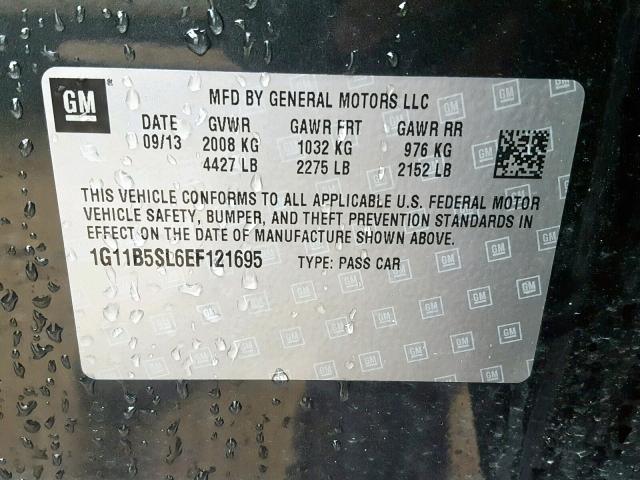 GM ®
MFD BY GENERAL MOTORS LLC
DATE GVWR GAWR FRT GAWR RR
09/13 2008 KG 1032 KG 976 KG
4427 LB 2275 LB 2152 LB
THIS VEHICLE CONFORMS TO ALL APPLICABLE U.S. FEDERAL MOTOR
VEHICLE SAFETY, BUMPER, AND THEFT PREVENTION STANDARDS IN
EFFECT ON THE DATE OF MANUFACTURE SHOWN ABOVE.
1G11B5SL6EF121695 TYPE: PASS CAR